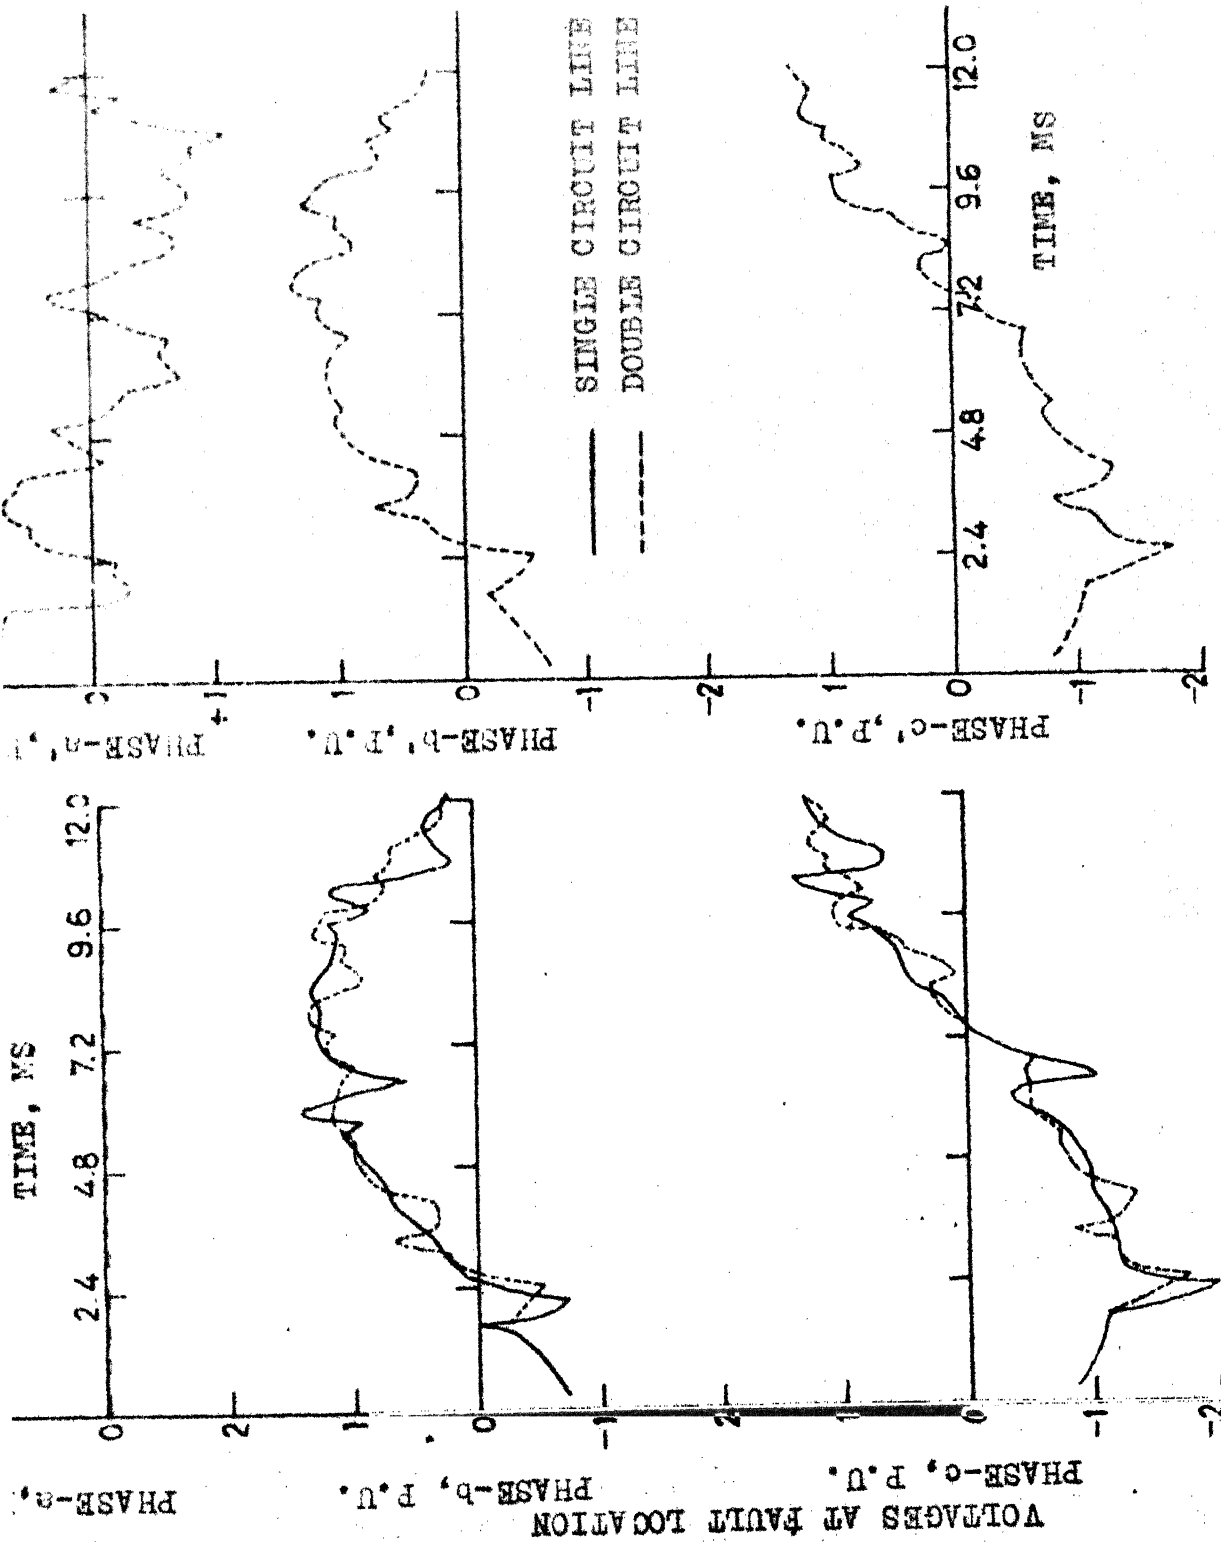 VOLTAGES AT FAULT LOCATION
PHASE-a,
0
2.4
4.8
7.2
9.6
12.0
TIME, MS
PHASE-b, P.U.
2
1
0
-1
PHASE-c, P.U.
2
1
0
-1
-2
PHASE-a',
0
+1
PHASE-b', P.U.
1
0
-1
-2
SINGLE CIRCUIT LINE
DOUBLE CIRCUIT LINE
PHASE-c', P.U.
1
0
-1
-2
2.4
4.8
7.2
9.6
12.0
TIME, MS